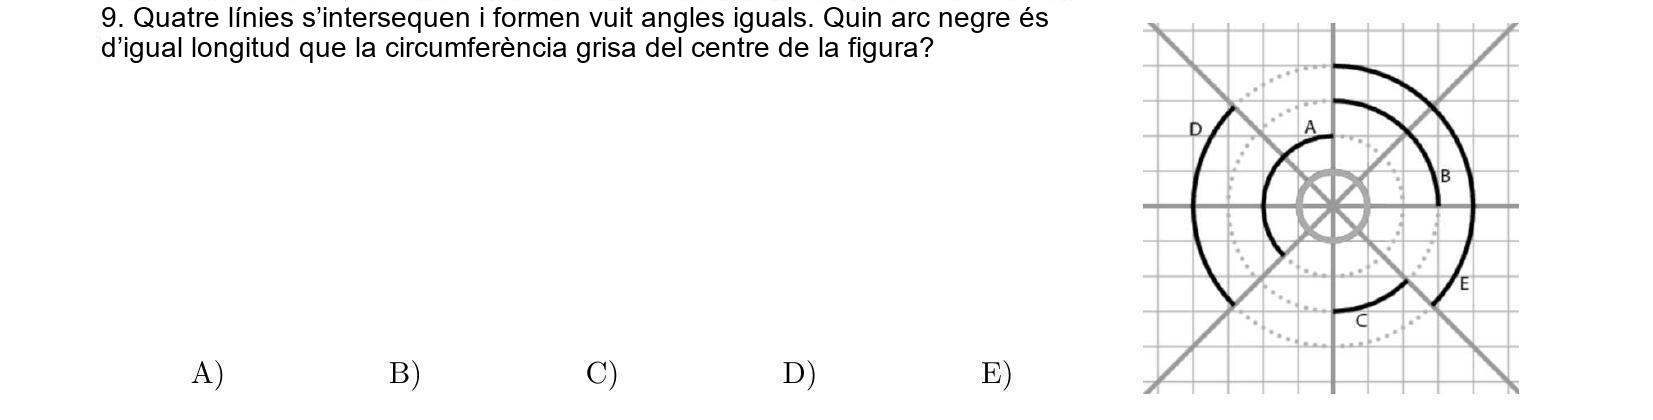 9. Quatre línies s’intersequen i formen vuit angles iguals. Quin arc negre és
d’igual longitud que la circumferència grisa del centre de la figura?
D
A
B
E
C
A)
B)
C)
D)
E)